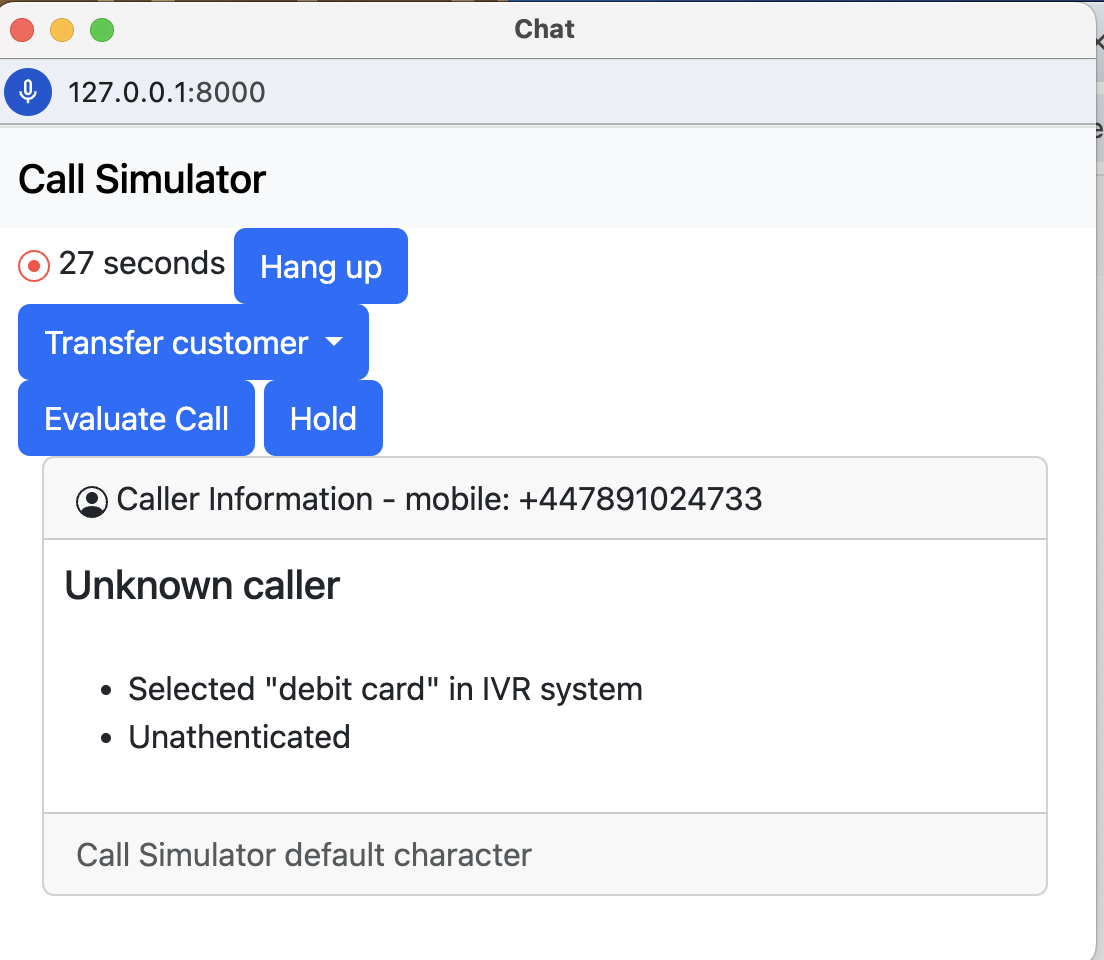 Chat
127.0.0.1:8000
Call Simulator
27 seconds Hang up
Transfer customer
Evaluate Call Hold
Caller Information - mobile: +447891024733
Unknown caller
Selected "debit card" in IVR system
Unathenticated
Call Simulator default character